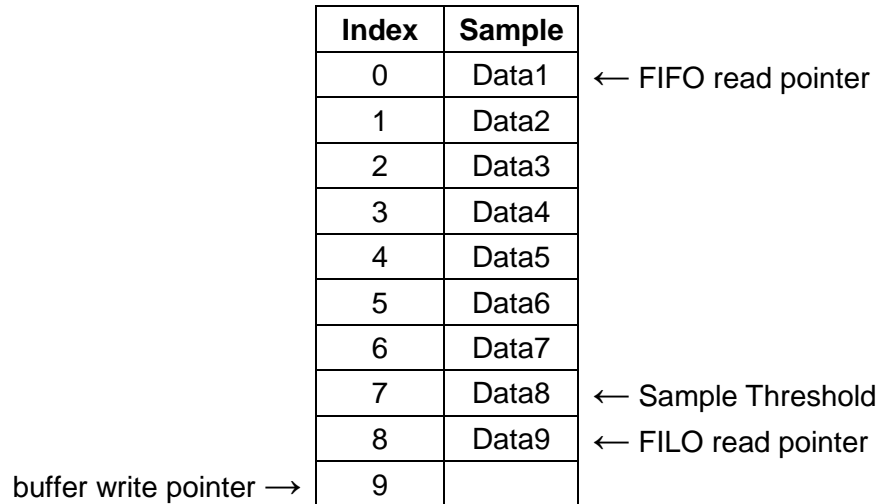 Index Sample
0 Data1 ← FIFO read pointer
1 Data2
2 Data3
3 Data4
4 Data5
5 Data6
6 Data7
7 Data8 ← Sample Threshold
8 Data9 ← FILO read pointer
buffer write pointer → 9